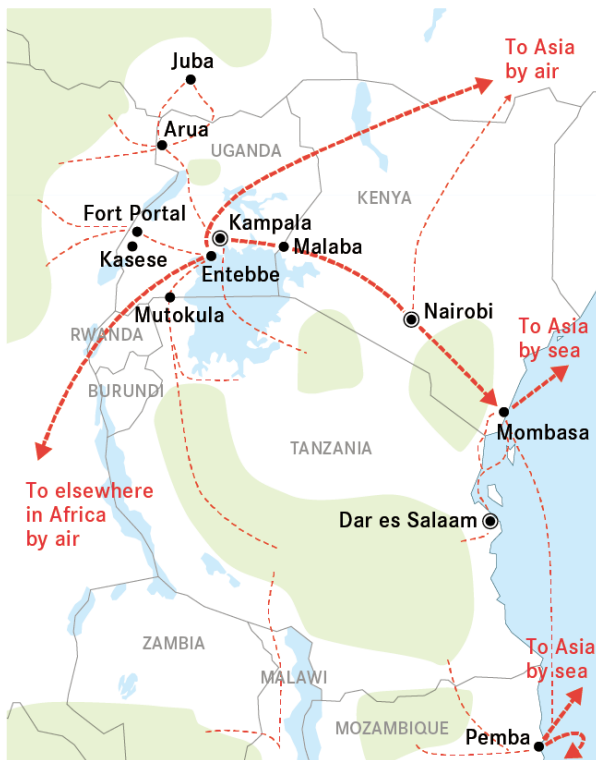 Juba
To Asia
by air
Arua
UGANDA
KENYA
Fort Portal
Kampala
Kasese
Malaba
Entebbe
Mutokula
Nairobi
RWANDA
To Asia
by sea
BURUNDI
Mombasa
TANZANIA
To elsewhere
in Africa
by air
Dar es Salaam
ZAMBIA
To Asia
by sea
MALAWI
MOZAMBIQUE
Pemba